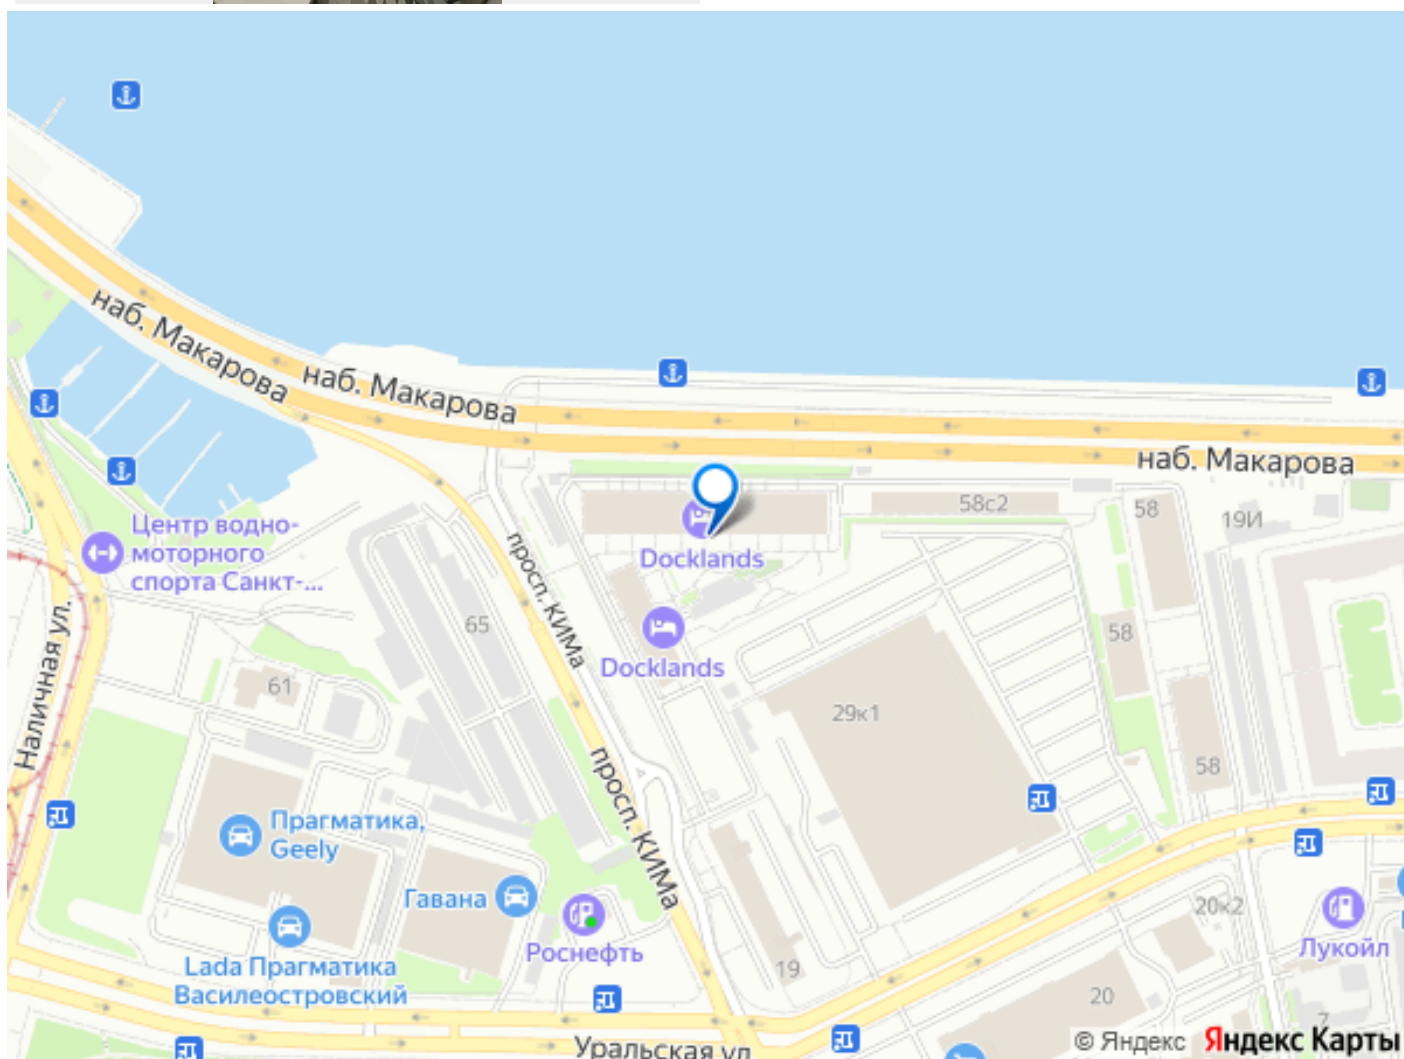 наб. Макарова
наб. Макарова
наб. Макарова
Центр водно-
моторного
спорта Санкт-...
Docklands
58с2
58
19И
просп. КИМа
65
Docklands
58
Наличная ул.
61
29к1
58
просп. КИМа
Прагматика,
Geely
Гавана
20к2
Роснефть
Лукойл
Lada Прагматика
Василеостровский
19
20
7
Уральская ул
© Яндекс Яндекс Карты